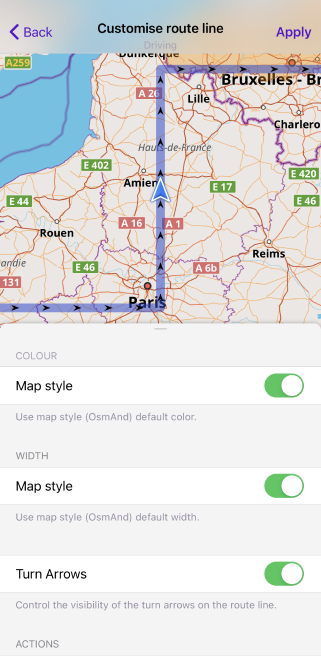 Back
Customise route line
Apply
Driving
Dunkerque
A259
Bruxelles - Br
A 26
Lille
Charlero
Hauts-de-France
E 402
E 420
Amien
E 17
E 44
E 46
A 16
A 1
Rouen
Reims
andie
E 46
A 6b
131
Paris
COLOUR
Map style
Use map style (OsmAnd) default color.
WIDTH
Map style
Use map style (OsmAnd) default width.
Turn Arrows
Control the visibility of the turn arrows on the route line.
ACTIONS